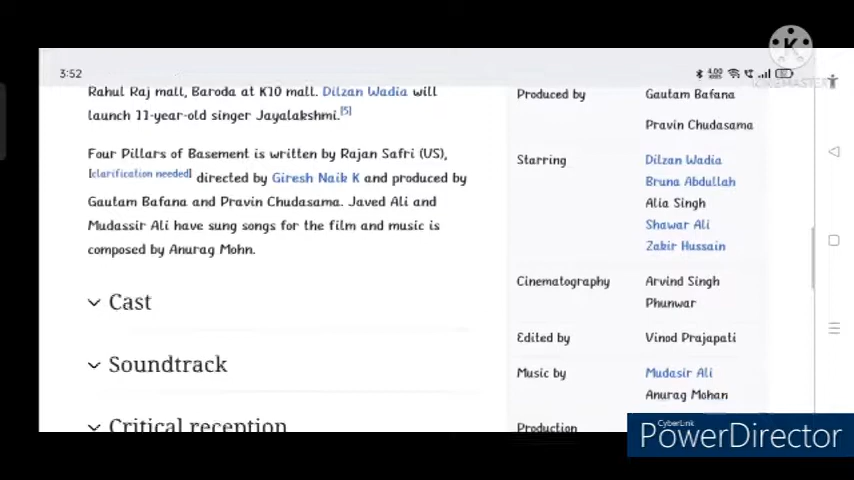 3:52
KINEMASTER
Rahul Raj mall, Baroda at K10 mall. Dilzan Wadia will
launch 11-year-old singer Jayalakshmi.[5]
Four Pillars of Basement is written by Rajan Safri (US),
[clarification needed] directed by Giresh Naik K and produced by
Gautam Bafana and Pravin Chudasama. Javed Ali and
Mudassir Ali have sung songs for the film and music is
composed by Anurag Mohn.
Cast
Soundtrack
Critical reception
Produced by
Gautam Bafana
Pravin Chudasama
Starring
Dilzan Wadia
Bruna Abdullah
Alia Singh
Shawar Ali
Zakir Hussain
Cinematography
Arvind Singh
Phunwar
Edited by
Vinod Prajapati
Music by
Mudasir Ali
Anurag Mohan
Production
CyberLink
PowerDirector